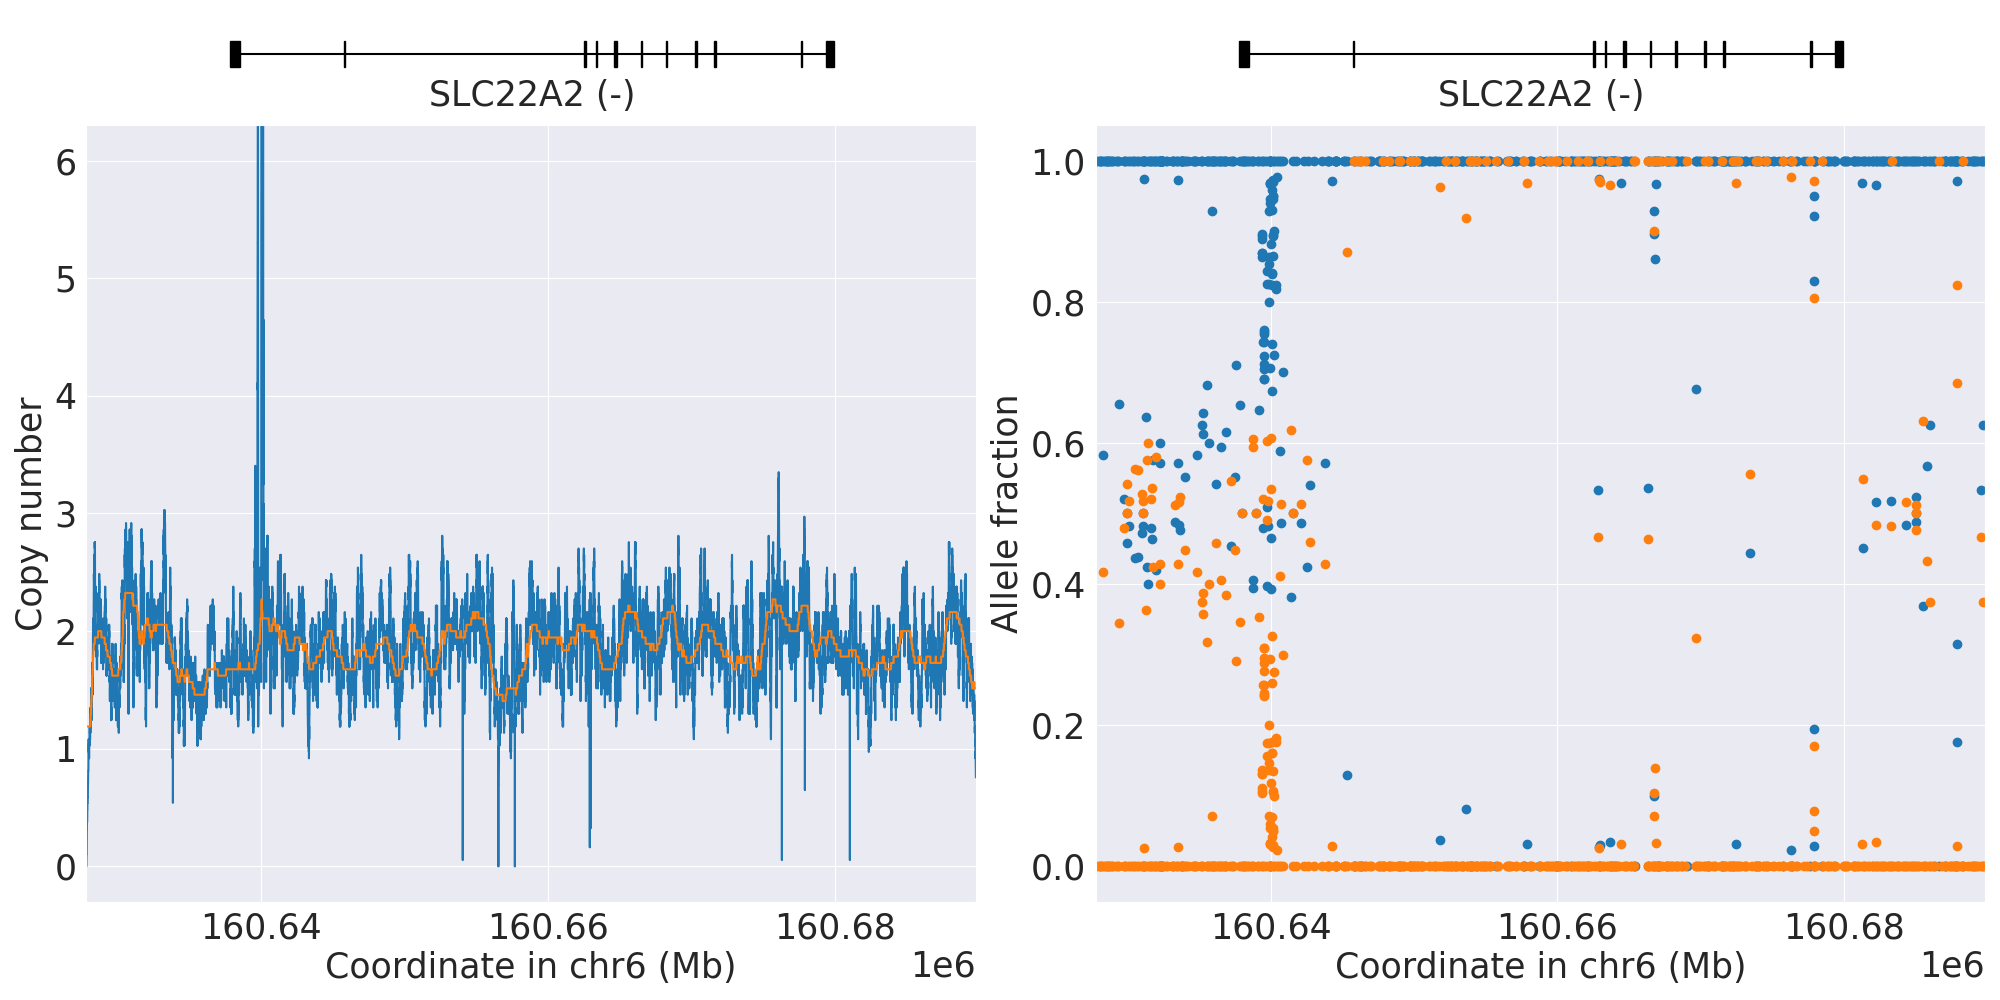 SLC22A2 (-)
6
5
4
3
2
1
0
Copy number
160.64
160.66
160.68
Coordinate in chr6 (Mb)
1e6
SLC22A2 (-)
1.0
0.8
0.6
0.4
0.2
0.0
Allele fraction
160.64
160.66
160.68
Coordinate in chr6 (Mb)
1e6